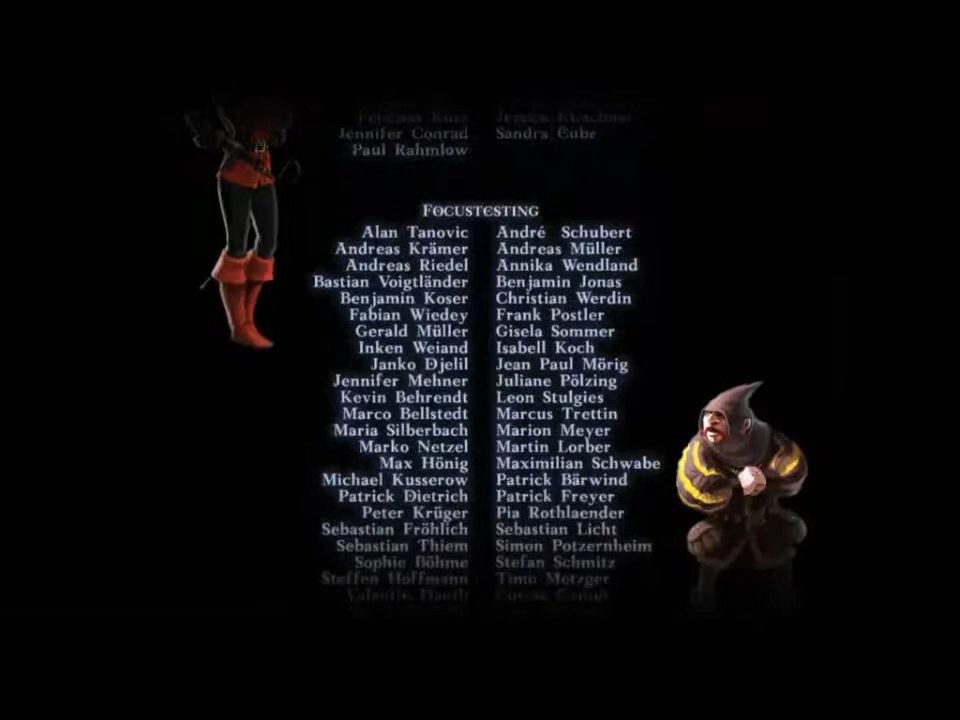 Jennifer Conrad Sandra Cube
Paul Rahmlow
Focustesting
Alan Tanovic André Schubert
Andreas Krämer Andreas Müller
Andreas Riedel Annika Wendland
Bastian Voigtländer Benjamin Jonas
Benjamin Koser Christian Werdin
Fabian Wiedey Frank Postler
Gerald Müller Gisela Sommer
Inken Weiand Isabell Koch
Janko Djelil Jean Paul Mörig
Jennifer Mehner Juliane Pölzing
Kevin Behrendt Leon Stulgies
Marco Bellstedt Marcus Trettin
Maria Silberbach Marion Meyer
Marko Netzel Martin Lorber
Max Hönig Maximilian Schwabe
Michael Kusserow Patrick Bärwind
Patrick Dietrich Patrick Freyer
Peter Krüger Pia Rothlaender
Sebastian Fröhlich Sebastian Licht
Sebastian Thiem Simon Potzernheim
Sophie Böhme Stefan Schmitz
Steffen Hoffmann Timo Metzger